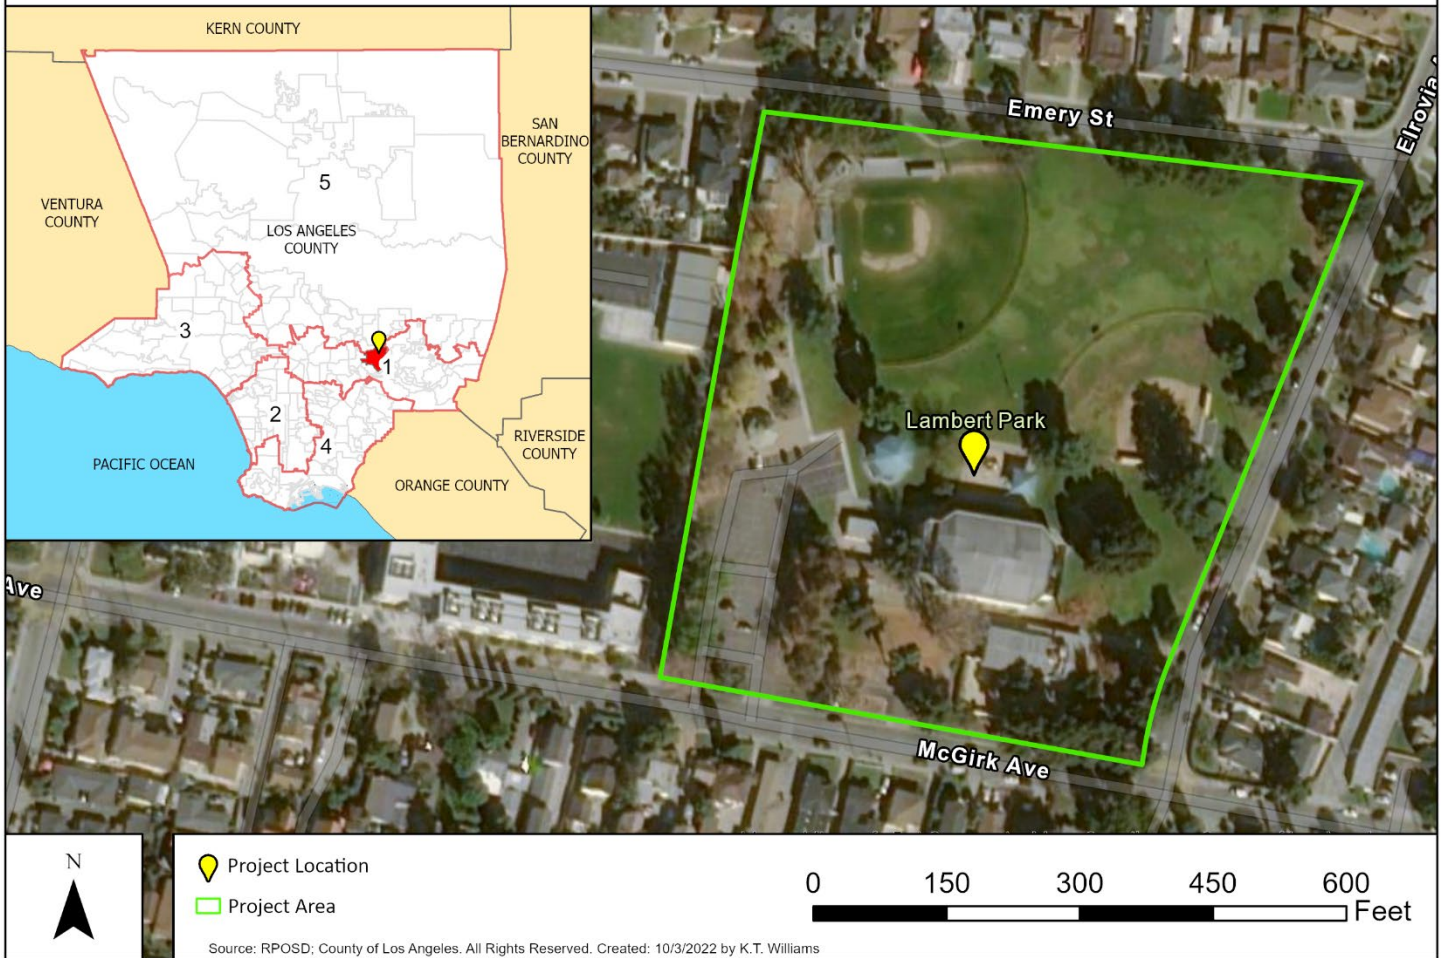 KERN COUNTY
SAN
BERNARDINO
COUNTY
5
VENTURA
COUNTY
LOS ANGELES
COUNTY
3
1
2
4
RIVERSIDE
COUNTY
PACIFIC OCEAN
ORANGE COUNTY
Emery St
Elrovia
Lambert Park
Ave
McGirk Ave
N
Project Location
Project Area
0 150 300 450 600
Feet
Source: RPOSD; County of Los Angeles. All Rights Reserved. Created: 10/3/2022 by K.T. Williams